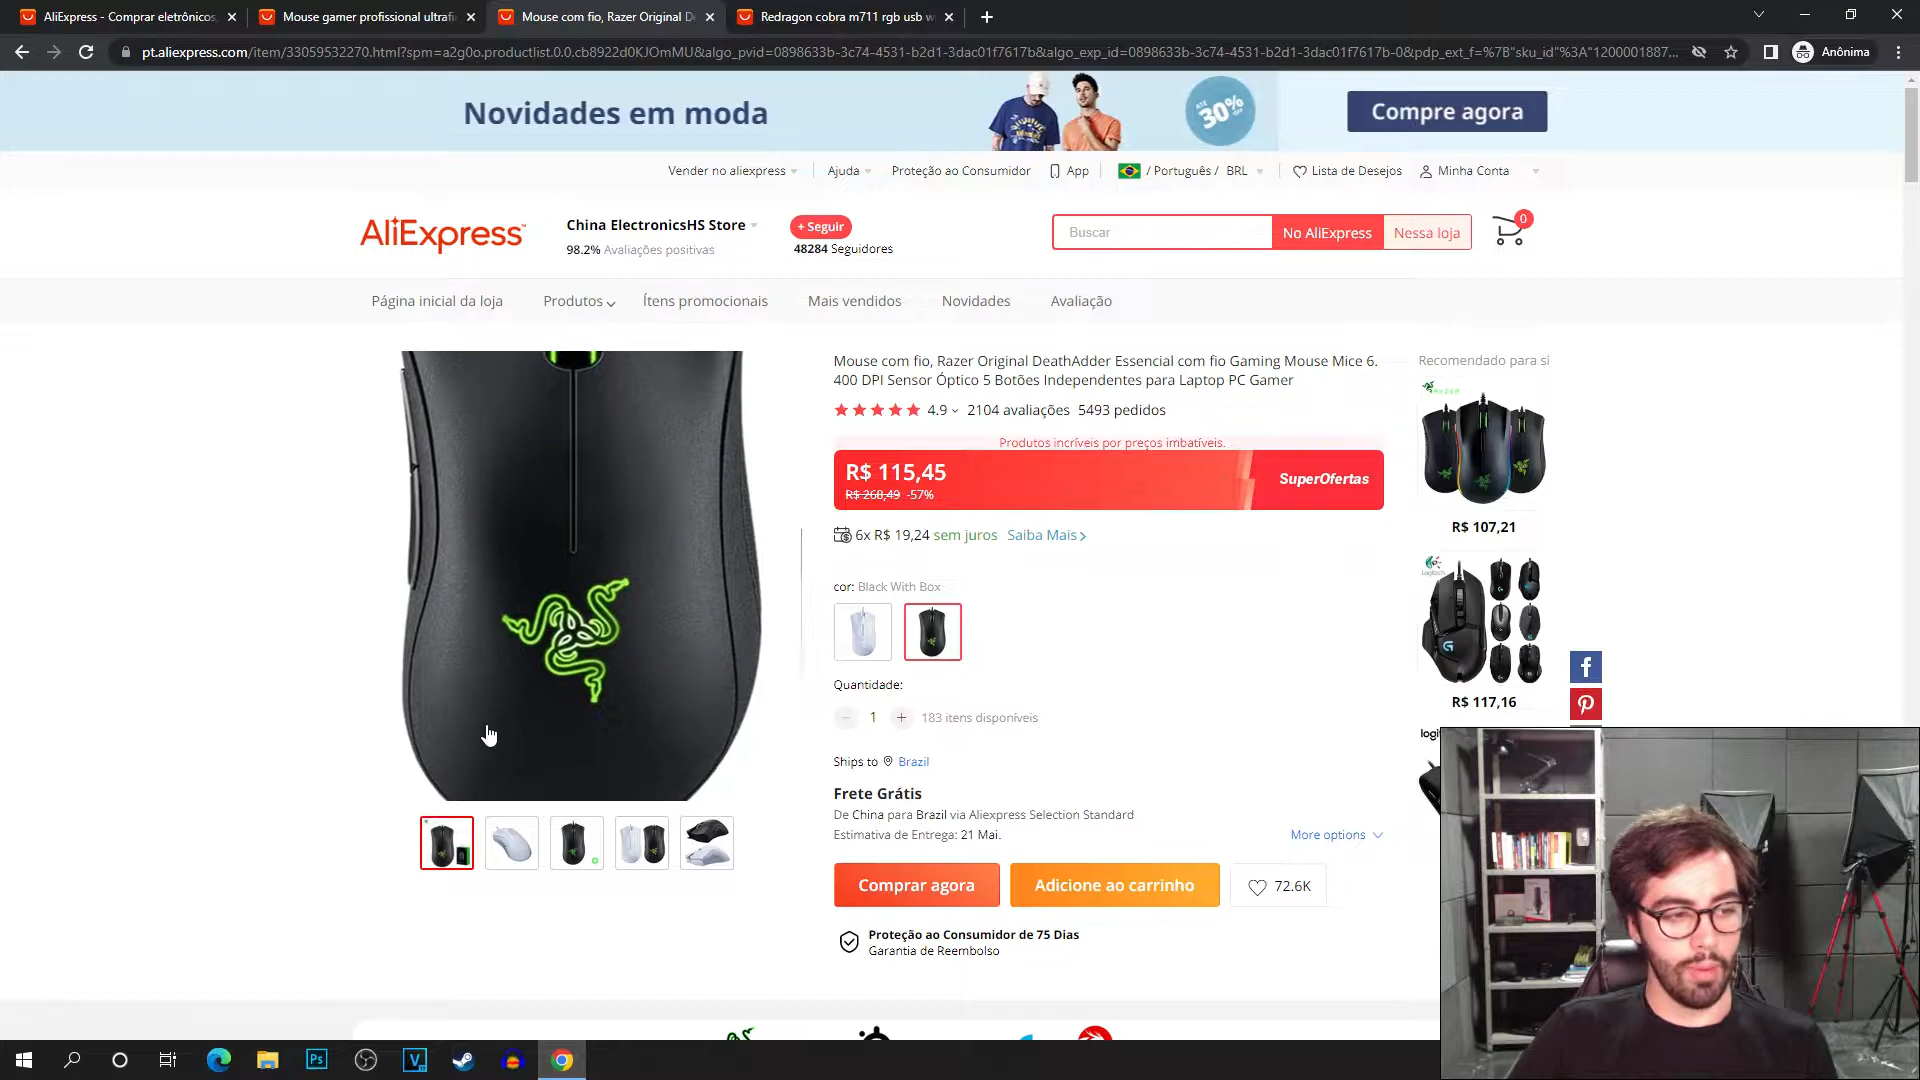 AliExpress - Comprar eletrônicos,
Mouse gamer profissional ultrafi
Mouse com fio, Razer Original D
Redragon cobra m711 rgb usb w
pt.aliexpress.com/item/33059532270.html?spm=a2g0o.productlist.0.0.cb8922d0KJOmMU&algo_pvid=0898633b-3c74-4531-b2d1-3dac01f7617b&algo_exp_id=0898633b-3c74-4531-b2d1-3dac01f7617b-0&pdp_ext_f=%7B"sku_id"%3A"1200001887...
Anônima
Novidades em moda
ATÉ
30%
Compre agora
Vender no aliexpress
Ajuda
Proteção ao Consumidor
App
/ Português / BRL
Lista de Desejos
Minha Conta
AliExpress
China ElectronicsHS Store
98.2% Avaliações positivas
+ Seguir
48284 Seguidores
Buscar
No AliExpress
Nessa loja
0
Página inicial da loja
Produtos
Ítens promocionais
Mais vendidos
Novidades
Avaliação
Mouse com fio, Razer Original DeathAdder Essencial com fio Gaming Mouse Mice 6.
400 DPI Sensor Óptico 5 Botões Independentes para Laptop PC Gamer
4.9 2104 avaliações 5493 pedidos
Produtos incríveis por preços imbatíveis.
R$ 115,45
R$ 268,49 -57%
SuperOfertas
6x R$ 19,24 sem juros Saiba Mais
cor: Black With Box
Quantidade:
1
183 itens disponíveis
Ships to Brazil
Frete Grátis
De China para Brazil via Aliexpress Selection Standard
Estimativa de Entrega: 21 Mai.
More options
Comprar agora
Adicione ao carrinho
72.6K
Proteção ao Consumidor de 75 Dias
Garantia de Reembolso
Recomendado para si
R$ 107,21
Logitech
R$ 117,16
logi
Ps
V